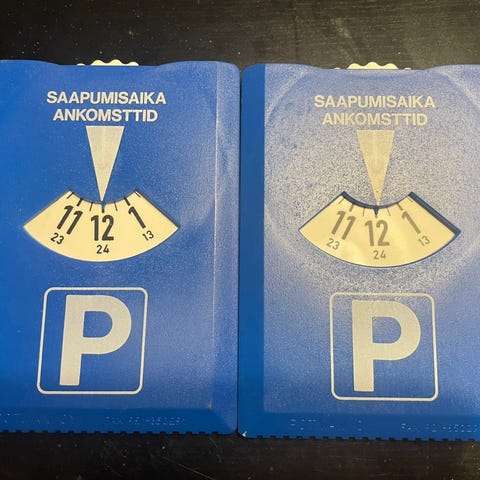 SAAPUMISAIKA
ANKOMSTTID
11 12 1
23 24 13
P
SAAPUMISAIKA
ANKOMSTTID
11 12 1
23 24 13
P